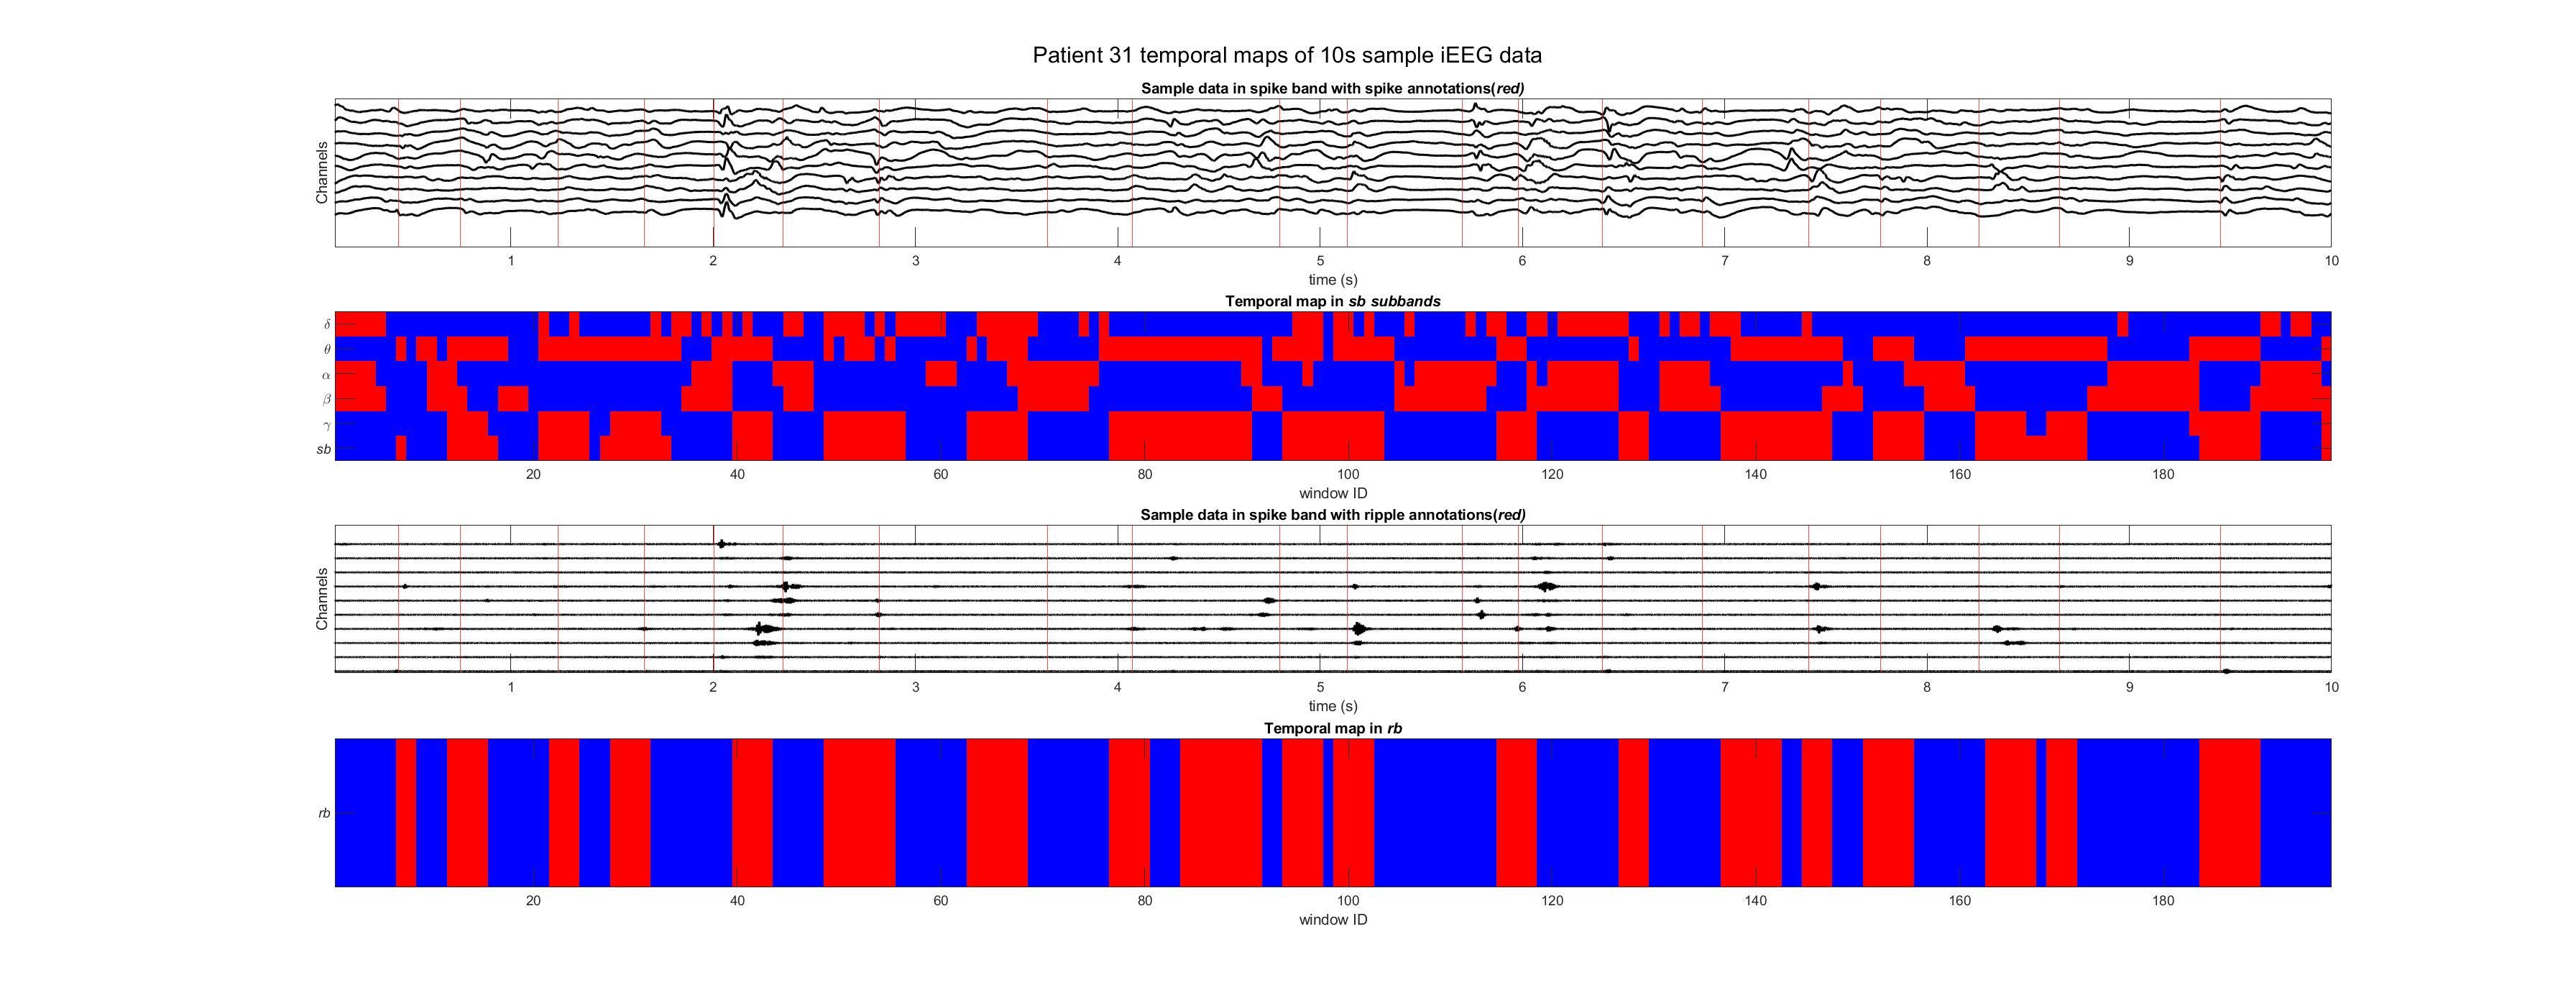 Patient 31 temporal maps of 10s sample iEEG data
Sample data in spike band with spike annotations(red)
Channels
1 2 3 4 5 6 7 8 9 10
time (s)
Temporal map in sb subbands
δ
θ
α
β
γ
sb
20 40 60 80 100 120 140 160 180
window ID
Sample data in spike band with ripple annotations(red)
Channels
1 2 3 4 5 6 7 8 9 10
time (s)
Temporal map in rb
rb
20 40 60 80 100 120 140 160 180
window ID